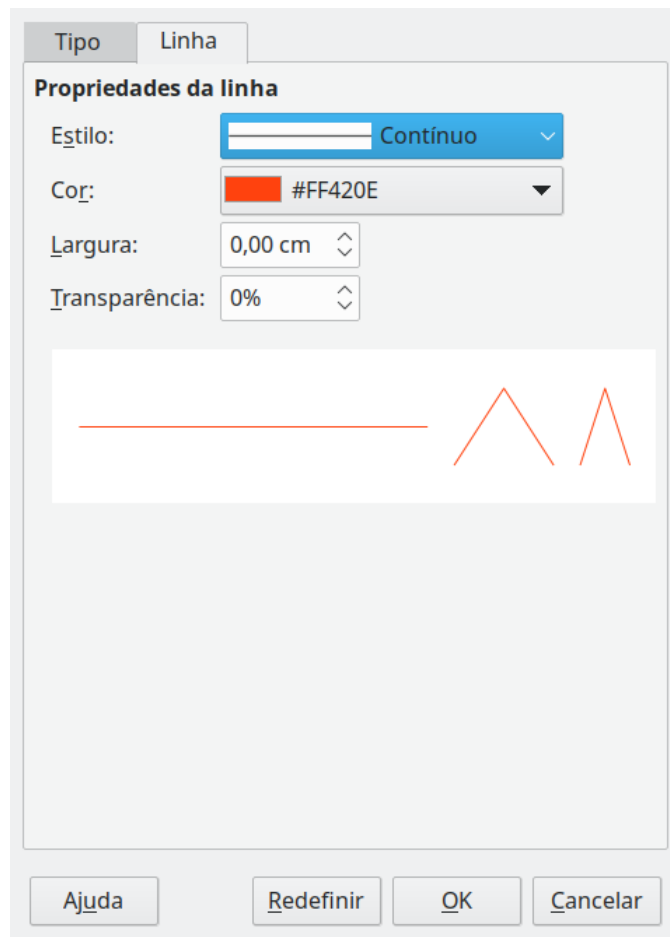 Tipo Linha
Propriedades da linha
Estilo: Contínuo
Cor: #FF420E
Largura: 0,00 cm
Transparência: 0%
Ajuda Redefinir OK Cancelar